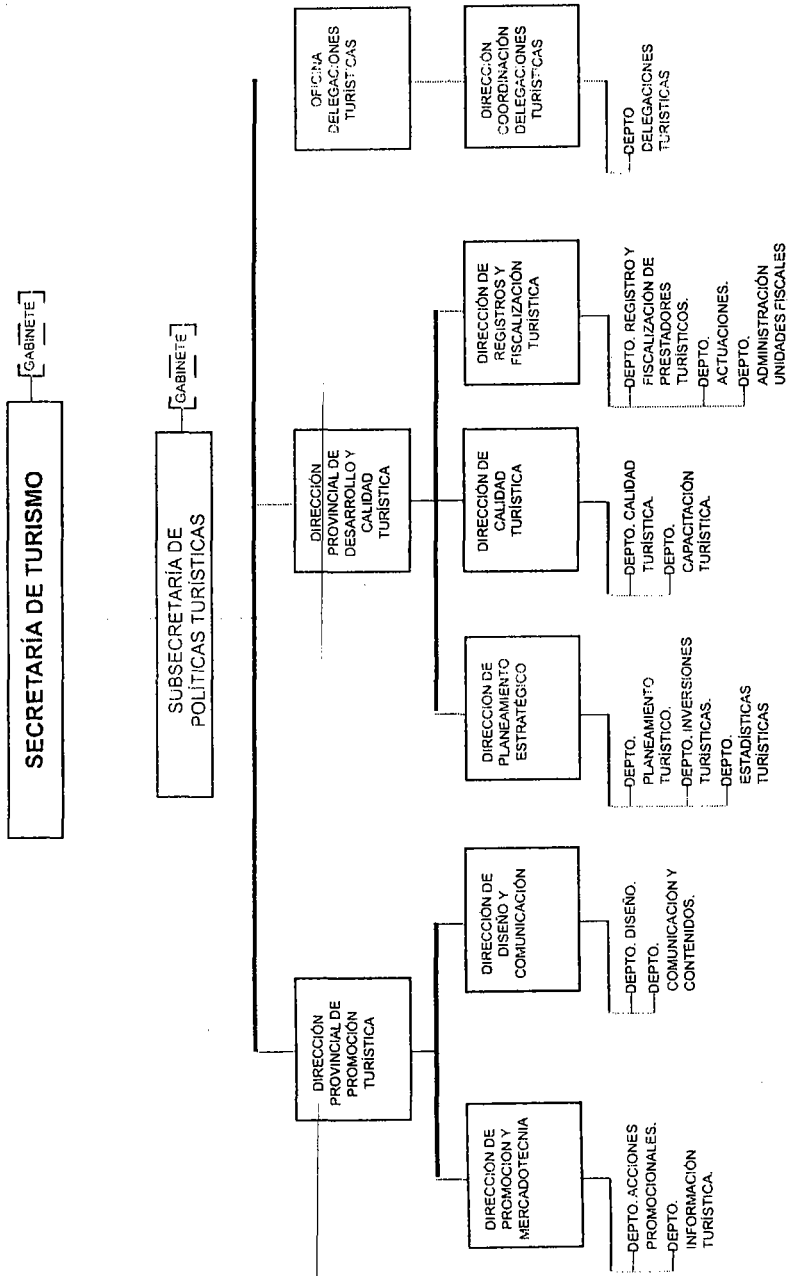 SECRETARÍA DE TURISMO
GABINETE
SUBSECRETARÍA DE
POLÍTICAS TURÍSTICAS
GABINETE
DIRECCIÓN
PROVINCIAL DE
PROMOCIÓN
TURÍSTICA
DIRECCIÓN
PROVINCIAL DE
DESARROLLO Y
CALIDAD
TURÍSTICA
OFICINA
DELEGACIONES
TURÍSTICAS
DIRECCIÓN DE
PROMOCIÓN Y
MERCADOTECNIA
DIRECCIÓN DE
DISEÑO Y
COMUNICACIÓN
DIRECCIÓN DE
PLANEAMIENTO
ESTRATÉGICO
DIRECCIÓN DE
CALIDAD
TURÍSTICA
DIRECCIÓN DE
REGISTROS Y
FISCALIZACIÓN
TURÍSTICA
DIRECCIÓN
COORDINACIÓN
DELEGACIONES
TURÍSTICAS
DEPTO. ACCIONES
PROMOCIONALES.
DEPTO.
INFORMACIÓN
TURÍSTICA.
DEPTO. DISEÑO.
DEPTO.
COMUNICACIÓN Y
CONTENIDOS.
DEPTO.
PLANEAMIENTO
TURÍSTICO.
DEPTO. INVERSIONES
TURÍSTICAS.
DEPTO.
ESTADÍSTICAS
TURÍSTICAS
DEPTO. CALIDAD
TURÍSTICA.
DEPTO.
CAPACITACIÓN
TURÍSTICA.
DEPTO. REGISTRO Y
FISCALIZACIÓN DE
PRESTADORES
TURÍSTICOS.
DEPTO.
ACTUACIONES.
DEPTO.
ADMINISTRACIÓN
UNIDADES FISCALES
DEPTO
DELEGACIONES
TURÍSTICAS